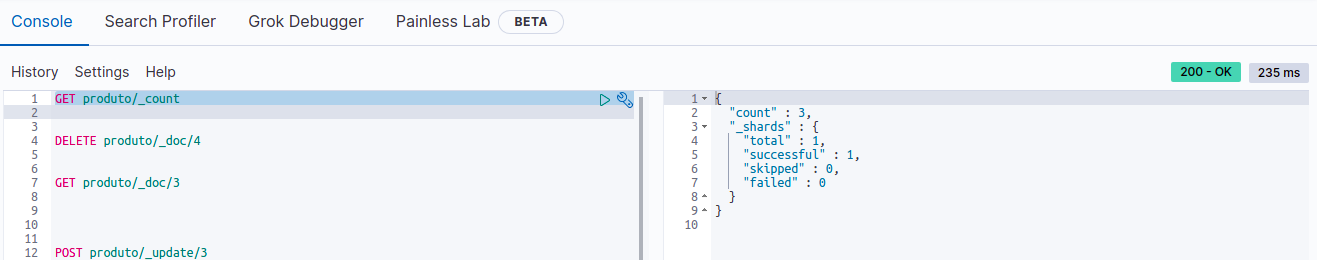 Console Search Profiler Grok Debugger Painless Lab BETA
History Settings Help 200 - OK 235 ms
1 GET produto/_count
2
3
4 DELETE produto/_doc/4
5
6
7 GET produto/_doc/3
8
9
10
11
12 POST produto/_update/3
1 {
2 "count" : 3,
3 "_shards" : {
4 "total" : 1,
5 "successful" : 1,
6 "skipped" : 0,
7 "failed" : 0
8 }
9 }
10